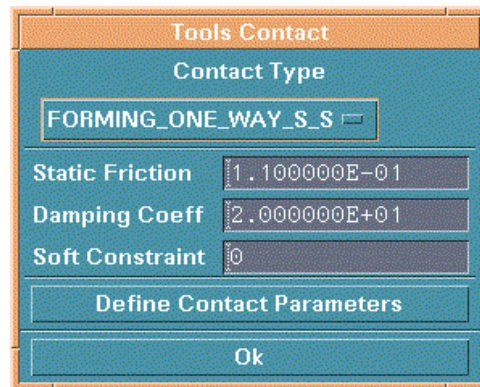 Tools Contact
Contact Type
FORMING_ONE_WAY_S_S
Static Friction 1.100000E-01
Damping Coeff 2.000000E+01
Soft Constraint 0
Define Contact Parameters
Ok